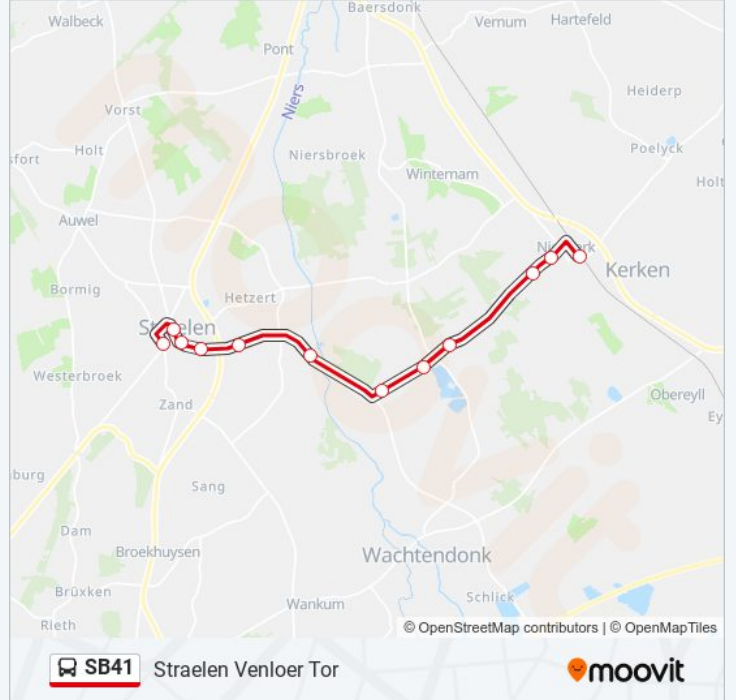 Baersdonk
Walbeck
Vernum
Hartefeld
Pont
Niers
Heiderp
Vorst
Poelyck
Holt
Niersbroek
sfort
Winternam
Holt
Auwel
Kerken
Bormig
Hetzert
Straelen
Westerbroek
Zand
Obereyll
Ey
burg
Sang
Dam
Broekhuysen
Wachtendonk
Brüxken
Schlick
Wankum
Rieth
© OpenStreetMap contributors | © OpenMapTiles
SB41 Straelen Venloer Tor
moovit